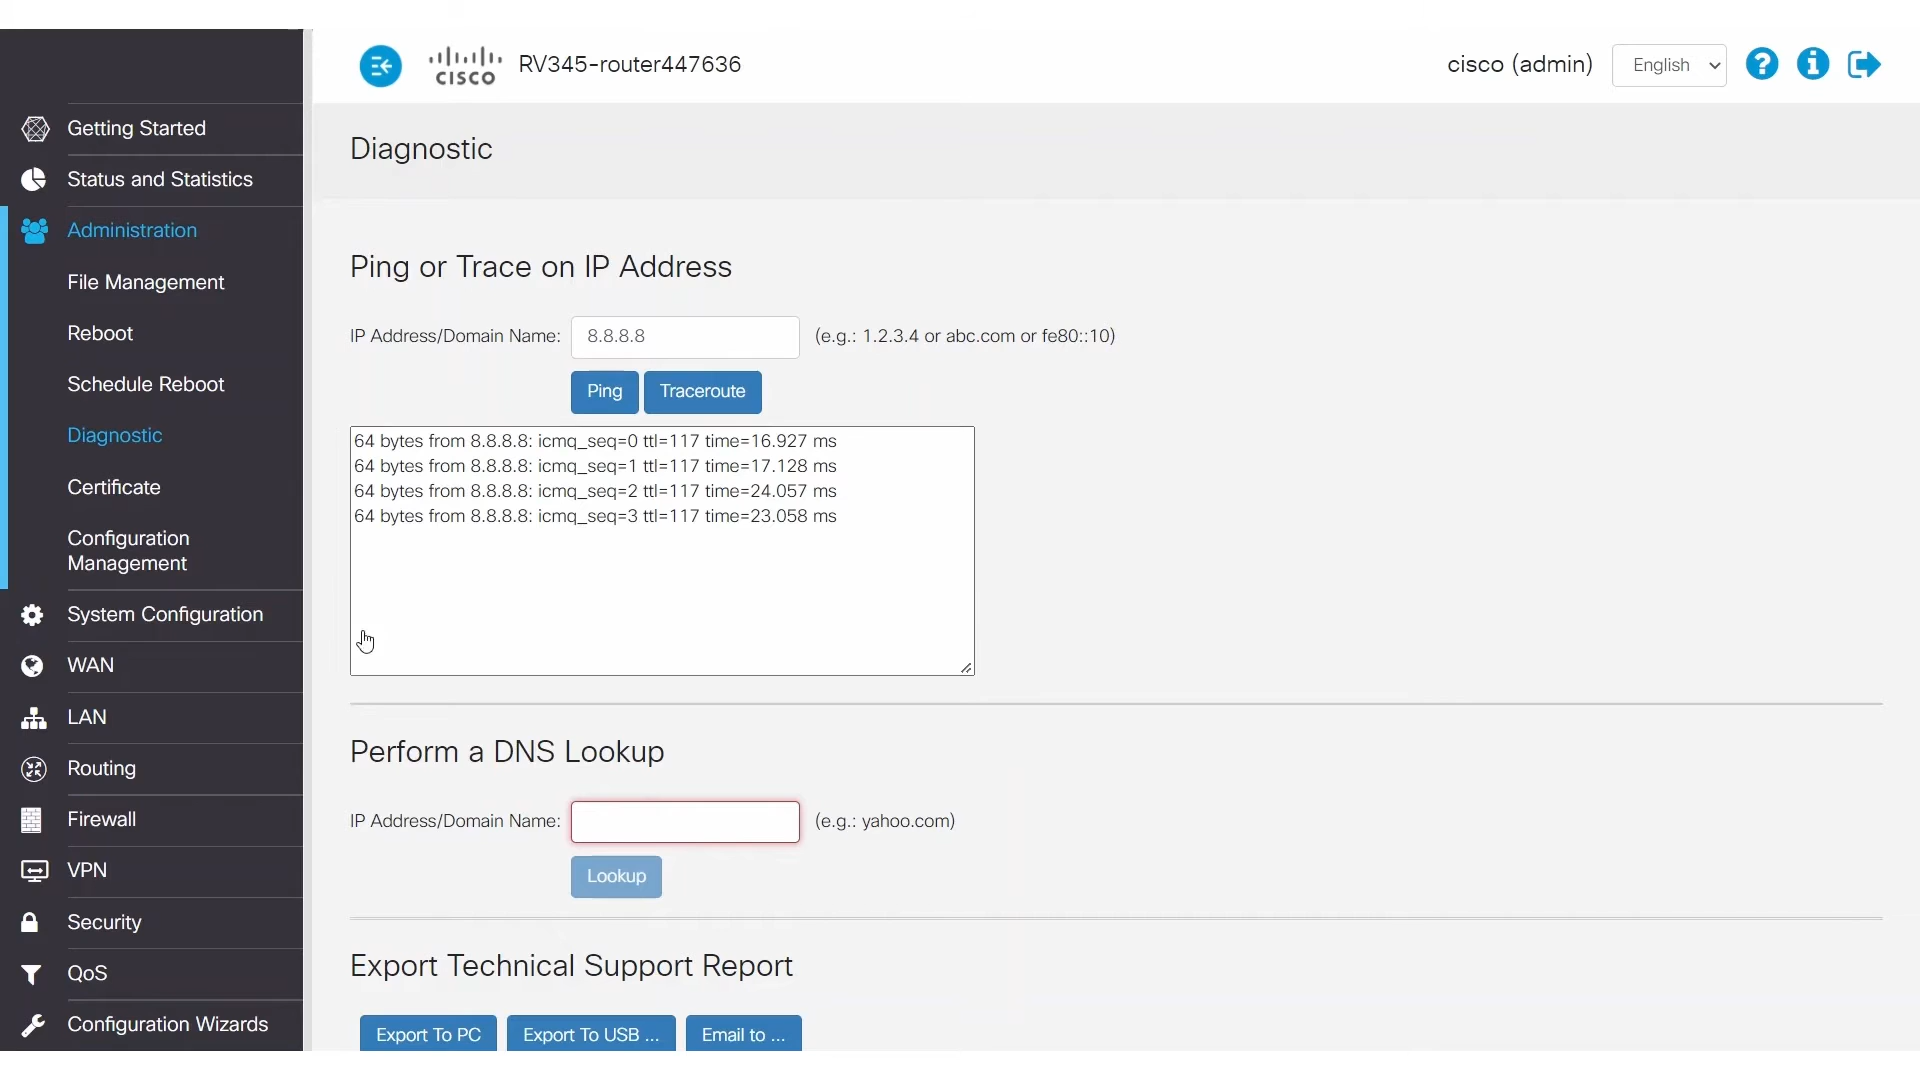 CISCO
RV345-router447636
cisco (admin)
English
Getting Started
Status and Statistics
Administration
File Management
Reboot
Schedule Reboot
Diagnostic
Certificate
Configuration
Management
System Configuration
WAN
LAN
Routing
Firewall
VPN
Security
QoS
Configuration Wizards
Diagnostic
Ping or Trace on IP Address
IP Address/Domain Name: 8.8.8.8 (e.g.: 1.2.3.4 or abc.com or fe80::10)
Ping Traceroute
64 bytes from 8.8.8.8: icmq_seq=0 ttl=117 time=16.927 ms
64 bytes from 8.8.8.8: icmq_seq=1 ttl=117 time=17.128 ms
64 bytes from 8.8.8.8: icmq_seq=2 ttl=117 time=24.057 ms
64 bytes from 8.8.8.8: icmq_seq=3 ttl=117 time=23.058 ms
Perform a DNS Lookup
IP Address/Domain Name: (e.g.: yahoo.com)
Lookup
Export Technical Support Report
Export To PC Export To USB ... Email to ...